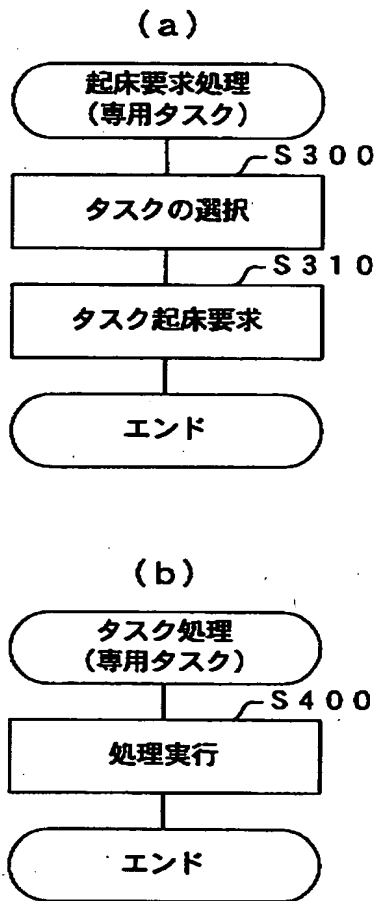 (a)
起床要求処理
(専用タスク)
S300
タスクの選択
S310
タスク起床要求
エンド
(b)
タスク処理
(専用タスク)
S400
処理実行
エンド